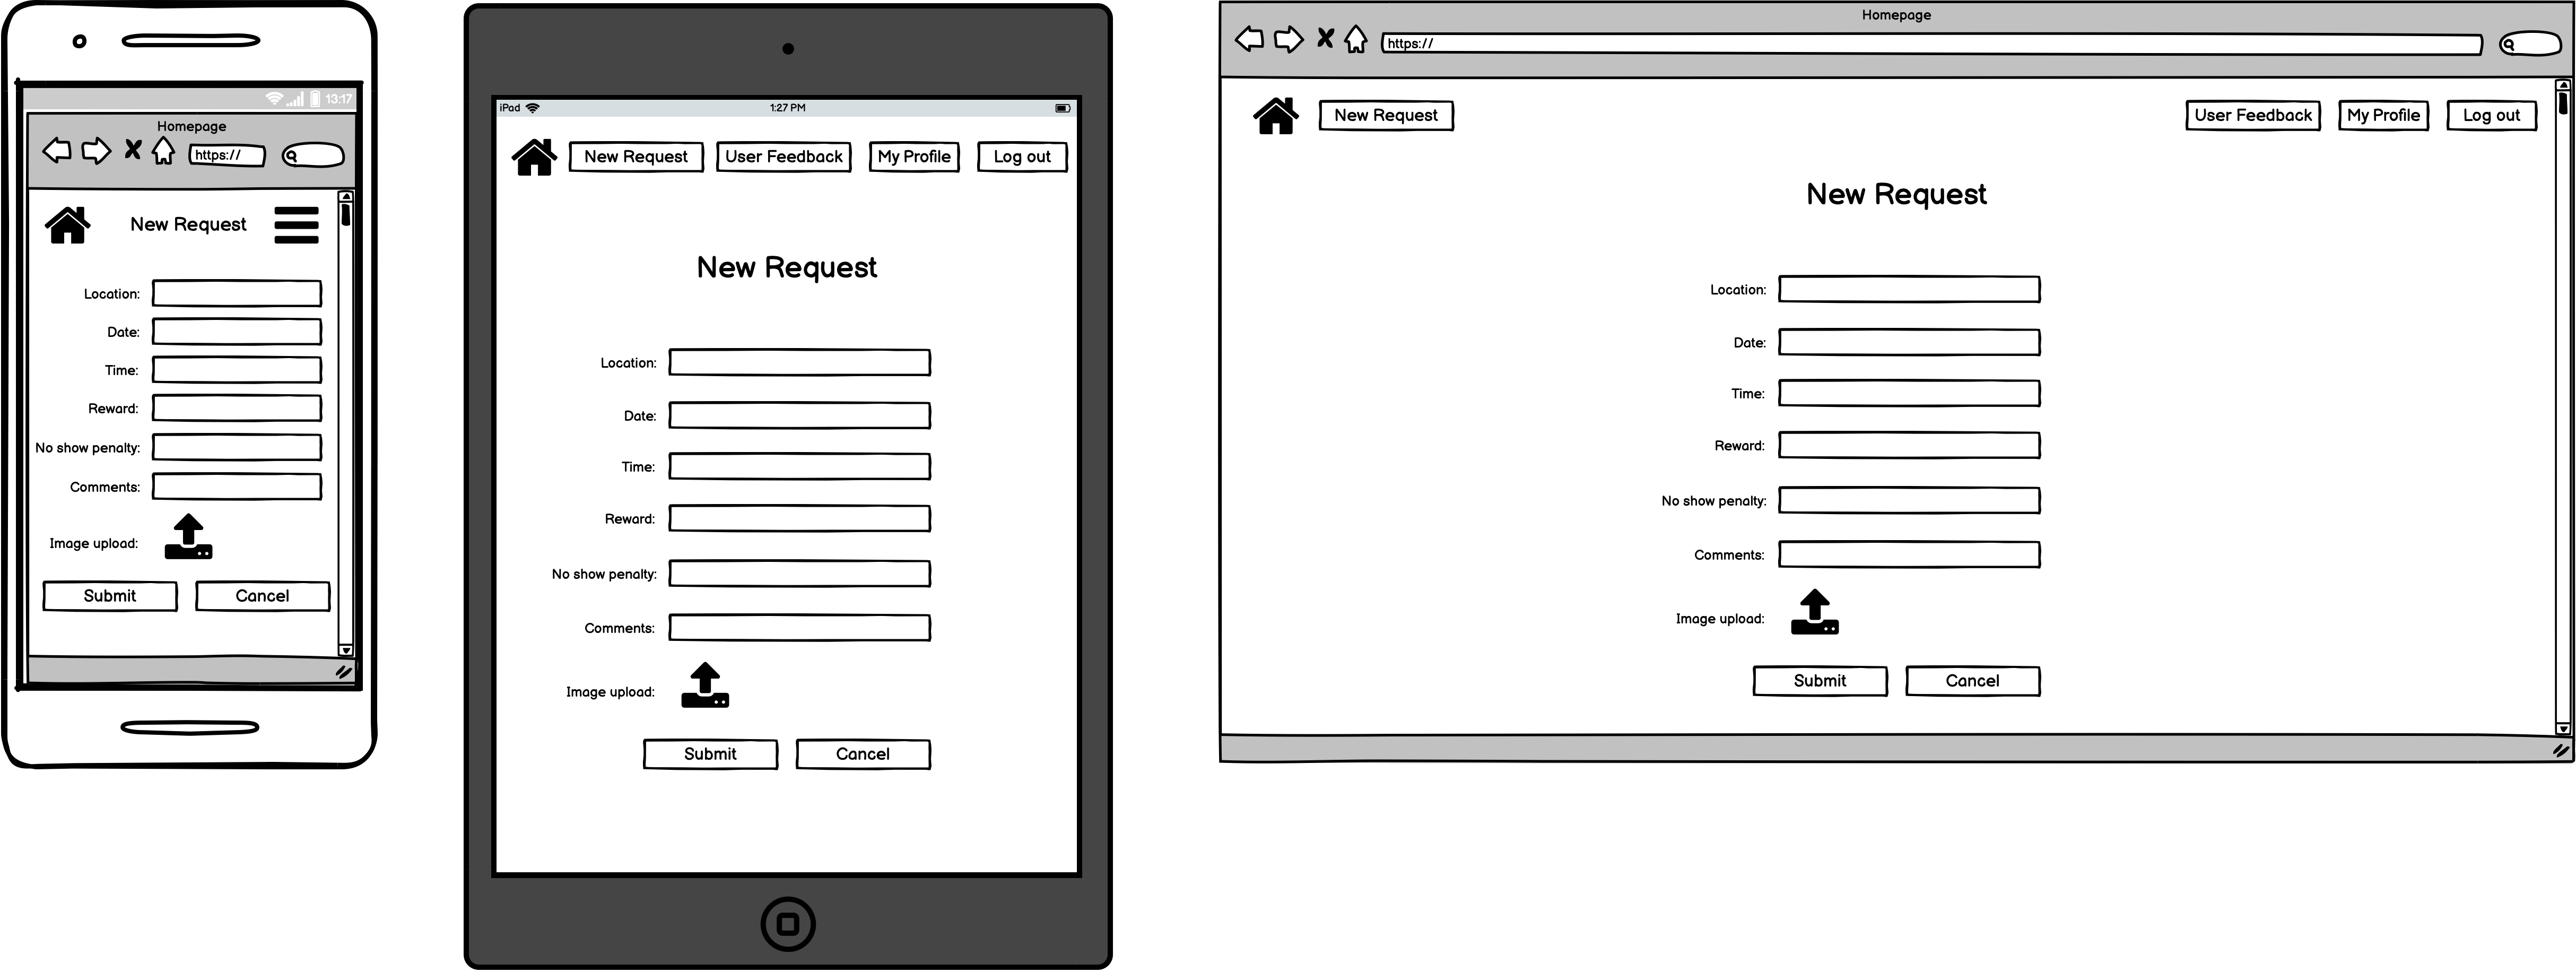 13:17
Homepage
https://
New Request
Location:
Date:
Time:
Reward:
No show penalty:
Comments:
Image upload:
Submit Cancel
iPad 1:27 PM
New Request User Feedback My Profile Log out
New Request
Location:
Date:
Time:
Reward:
No show penalty:
Comments:
Image upload:
Submit Cancel
Homepage
https://
New Request User Feedback My Profile Log out
New Request
Location:
Date:
Time:
Reward:
No show penalty:
Comments:
Image upload:
Submit Cancel